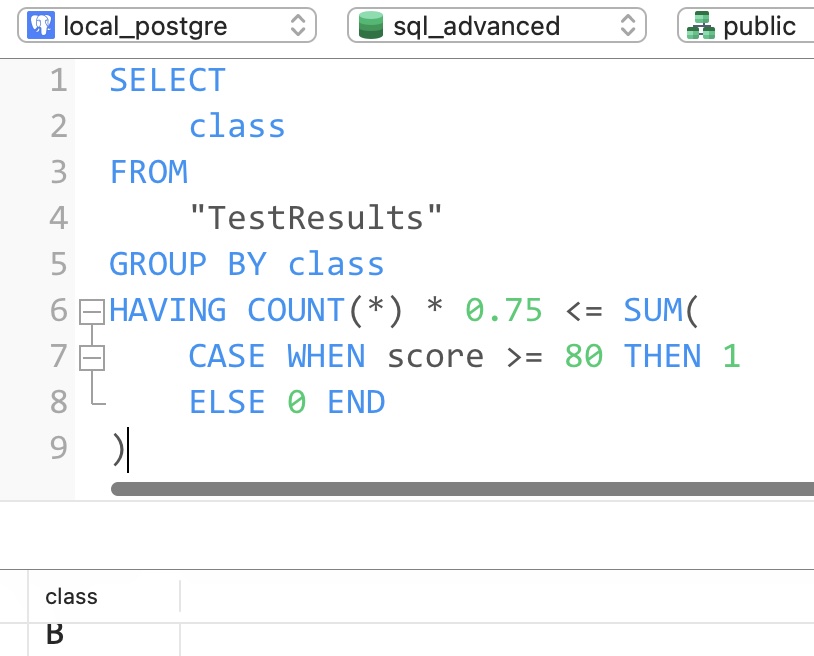 local_postgre sql_advanced public
1 SELECT
2 class
3 FROM
4 "TestResults"
5 GROUP BY class
6 HAVING COUNT(*) * 0.75 <= SUM(
7 CASE WHEN score >= 80 THEN 1
8 ELSE 0 END
9 )
class
B